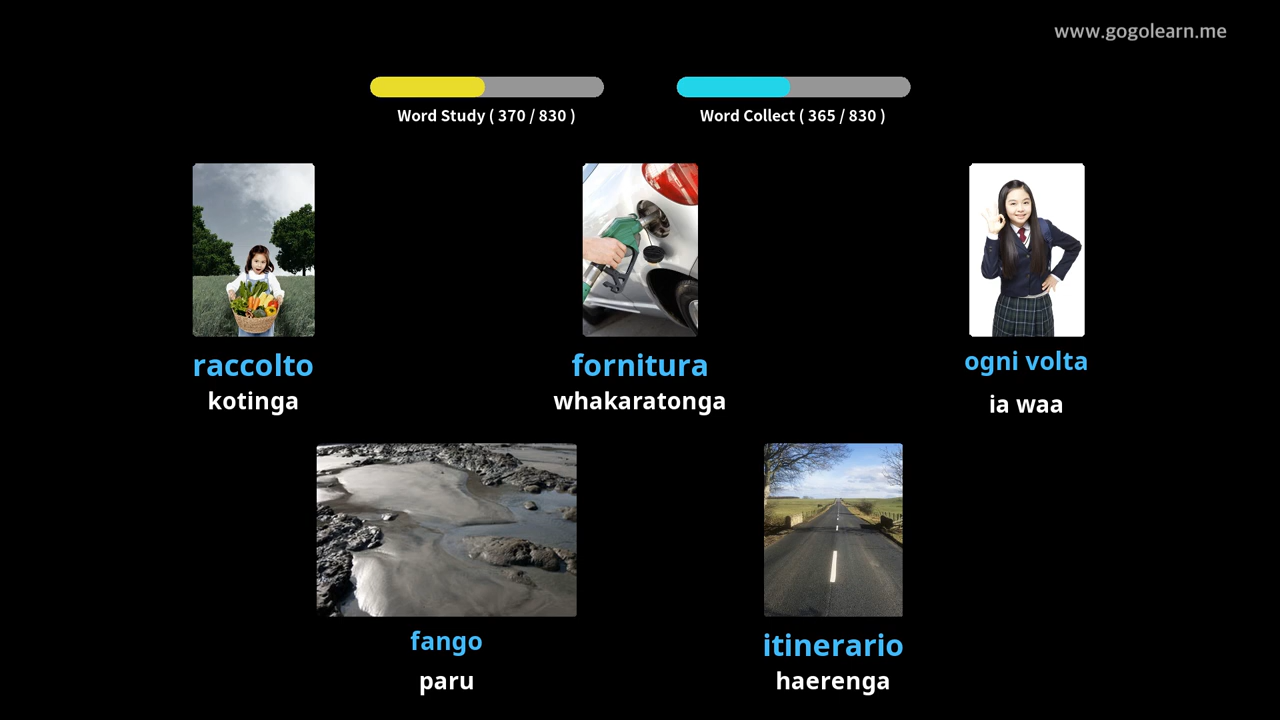 www.gogolearn.me
Word Study ( 370 / 830 )
Word Collect ( 365 / 830 )
raccolto
kotinga
fornitura
whakaratonga
ogni volta
ia waa
fango
paru
itinerario
haerenga